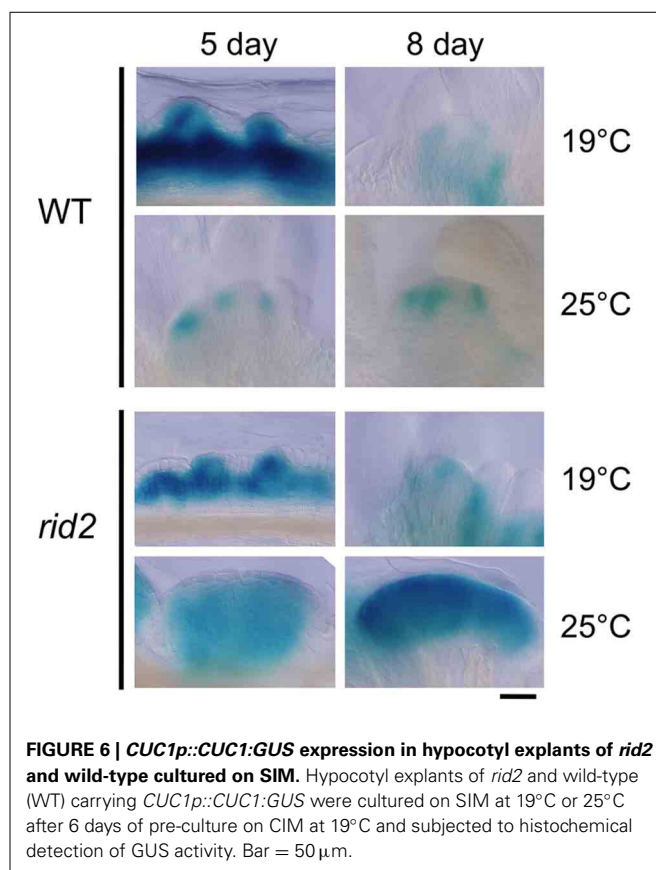 5 day 8 day
WT
19°C
25°C
rid2
19°C
25°C
FIGURE 6 | CUC1p::CUC1:GUS expression in hypocotyl explants of rid2
and wild-type cultured on SIM. Hypocotyl explants of rid2 and wild-type
(WT) carrying CUC1p::CUC1:GUS were cultured on SIM at 19°C or 25°C
after 6 days of pre-culture on CIM at 19°C and subjected to histochemical
detection of GUS activity. Bar = 50 μm.